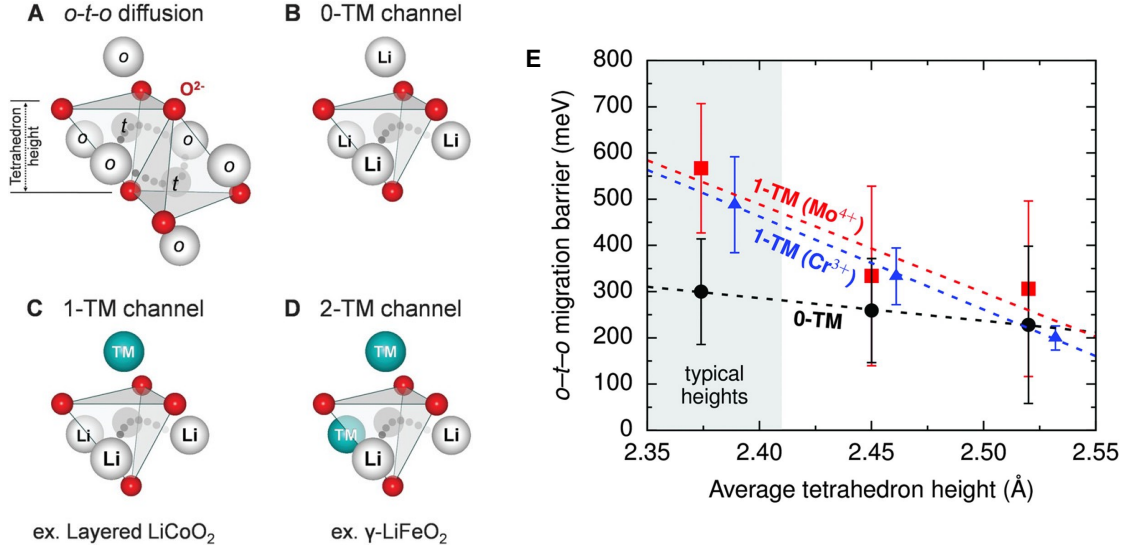 A o-t-o diffusion
B 0-TM channel
o
O²⁻
Tetrahedron
height
t
o
o
o
o
t
o
Li
Li
Li
Li
C 1-TM channel
D 2-TM channel
TM
Li
Li
Li
TM
TM
Li
Li
ex. Layered LiCoO₂
ex. γ-LiFeO₂
E
o–t–o migration barrier (meV)
800
700
600
500
400
300
200
100
0
1-TM (Mo⁴⁺)
1-TM (Cr³⁺)
0-TM
typical
heights
2.35 2.40 2.45 2.50 2.55
Average tetrahedron height (Å)